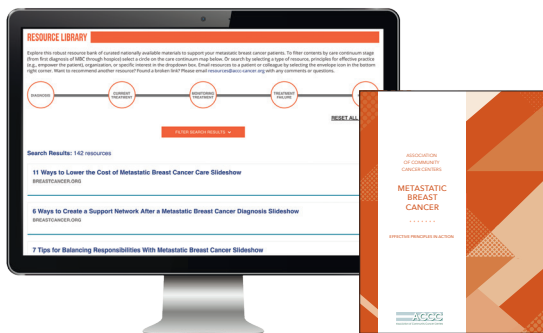 RESOURCE LIBRARY
Explore this robust resource bank of curated nationally available materials to support your metastatic breast cancer patients. To filter contents by care continuum stage
(from first diagnosis of MBC through hospice) select a circle on the care continuum map below. Or search by selecting a type of resource, principles for effective practice
(e.g., empower the patient), organization, or specific interest in the dropdown box. Email resources to a patient or colleague by selecting the envelope icon in the bottom
right corner. Want to recommend another resource? Found a broken link? Please email resources@accc-cancer.org with any comments or questions.
DIAGNOSIS
CURRENT
TREATMENT
MONITORING
TREATMENT
TREATMENT
FAILURE
RESET ALL
FILTER SEARCH RESULTS
Search Results: 142 resources
11 Ways to Lower the Cost of Metastatic Breast Cancer Care Slideshow
BREASTCANCER.ORG
6 Ways to Create a Support Network After a Metastatic Breast Cancer Diagnosis Slideshow
BREASTCANCER.ORG
7 Tips for Balancing Responsibilities With Metastatic Breast Cancer Slideshow
ASSOCIATION
OF COMMUNITY
CANCER CENTERS
METASTATIC
BREAST
CANCER
EFFECTIVE PRINCIPLES IN ACTION
ACCC